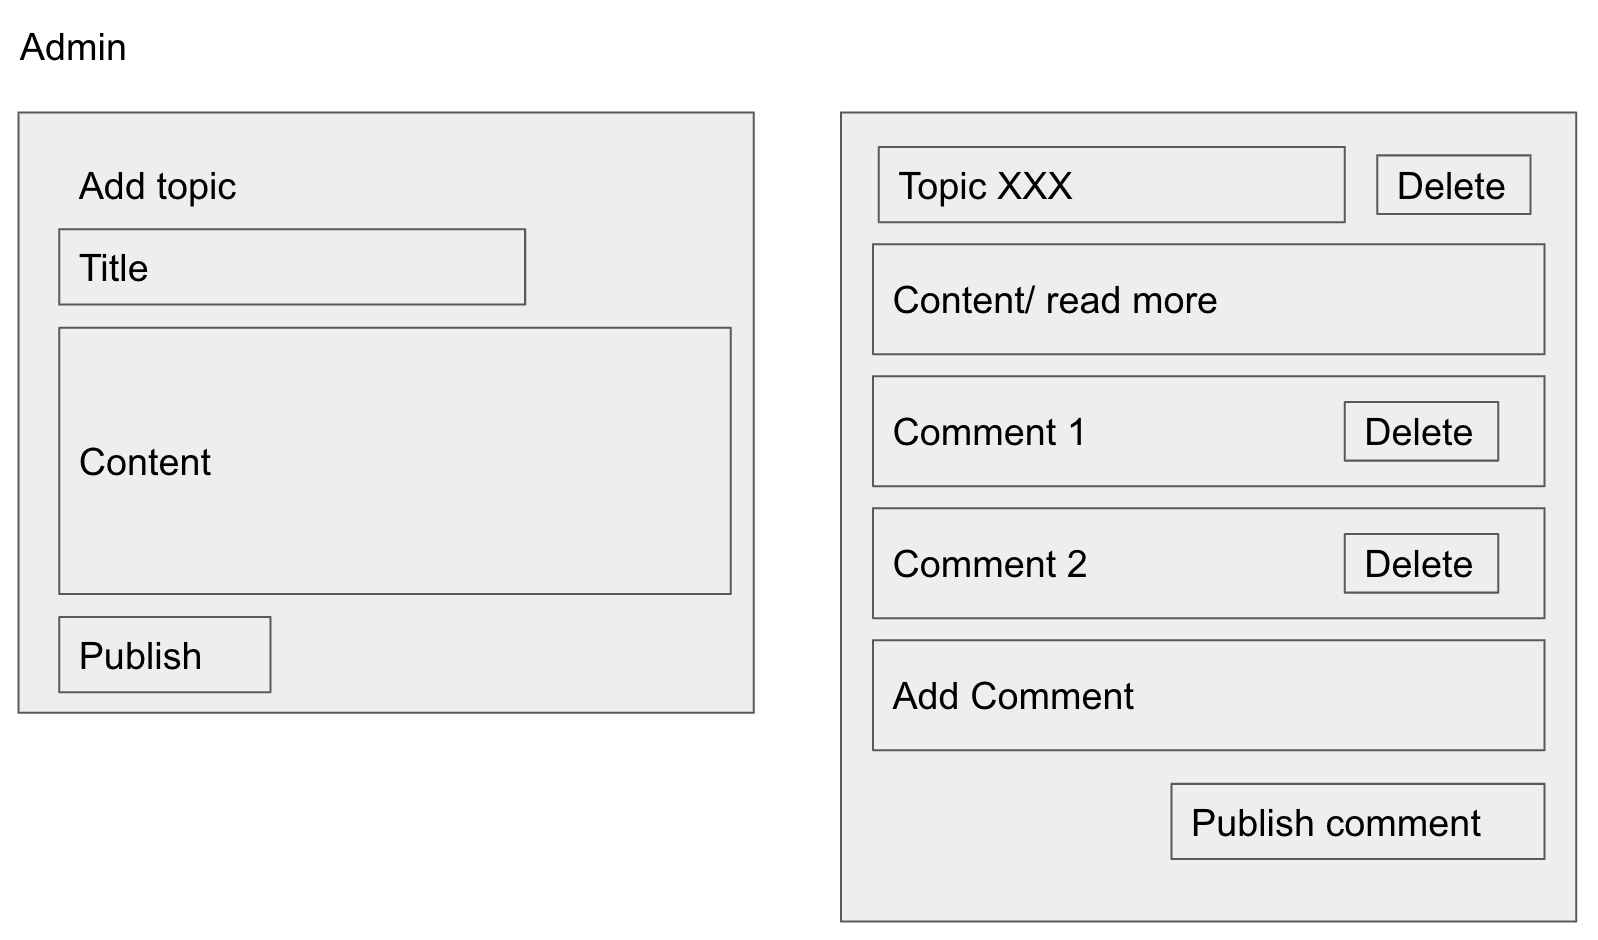 Admin
Add topic
Title
Content
Publish
Topic XXX
Delete
Content/ read more
Comment 1
Delete
Comment 2
Delete
Add Comment
Publish comment